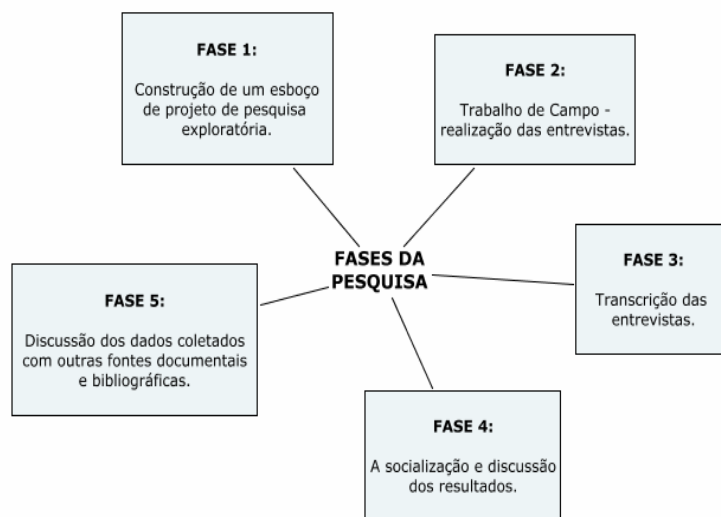 FASE 1:
Construção de um esboço
de projeto de pesquisa
exploratória.
FASE 2:
Trabalho de Campo -
realização das entrevistas.
FASES DA
PESQUISA
FASE 3:
Transcrição das
entrevistas.
FASE 5:
Discussão dos dados coletados
com outras fontes documentais
e bibliográficas.
FASE 4:
A socialização e discussão
dos resultados.